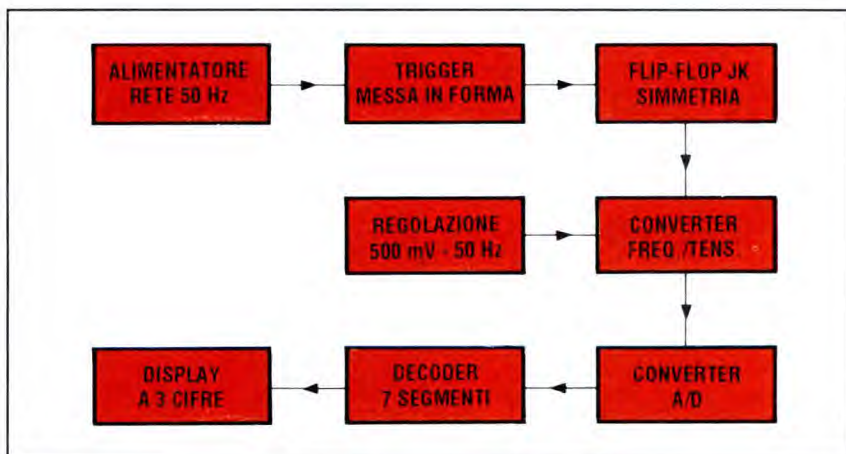 ALIMENTATORE
RETE 50 Hz
TRIGGER
MESSA IN FORMA
FLIP-FLOP JK
SIMMETRIA
REGOLAZIONE
500 mV - 50 Hz
CONVERTER
FREQ /TENS
DISPLAY
A 3 CIFRE
DECODER
7 SEGMENTI
CONVERTER
A/D